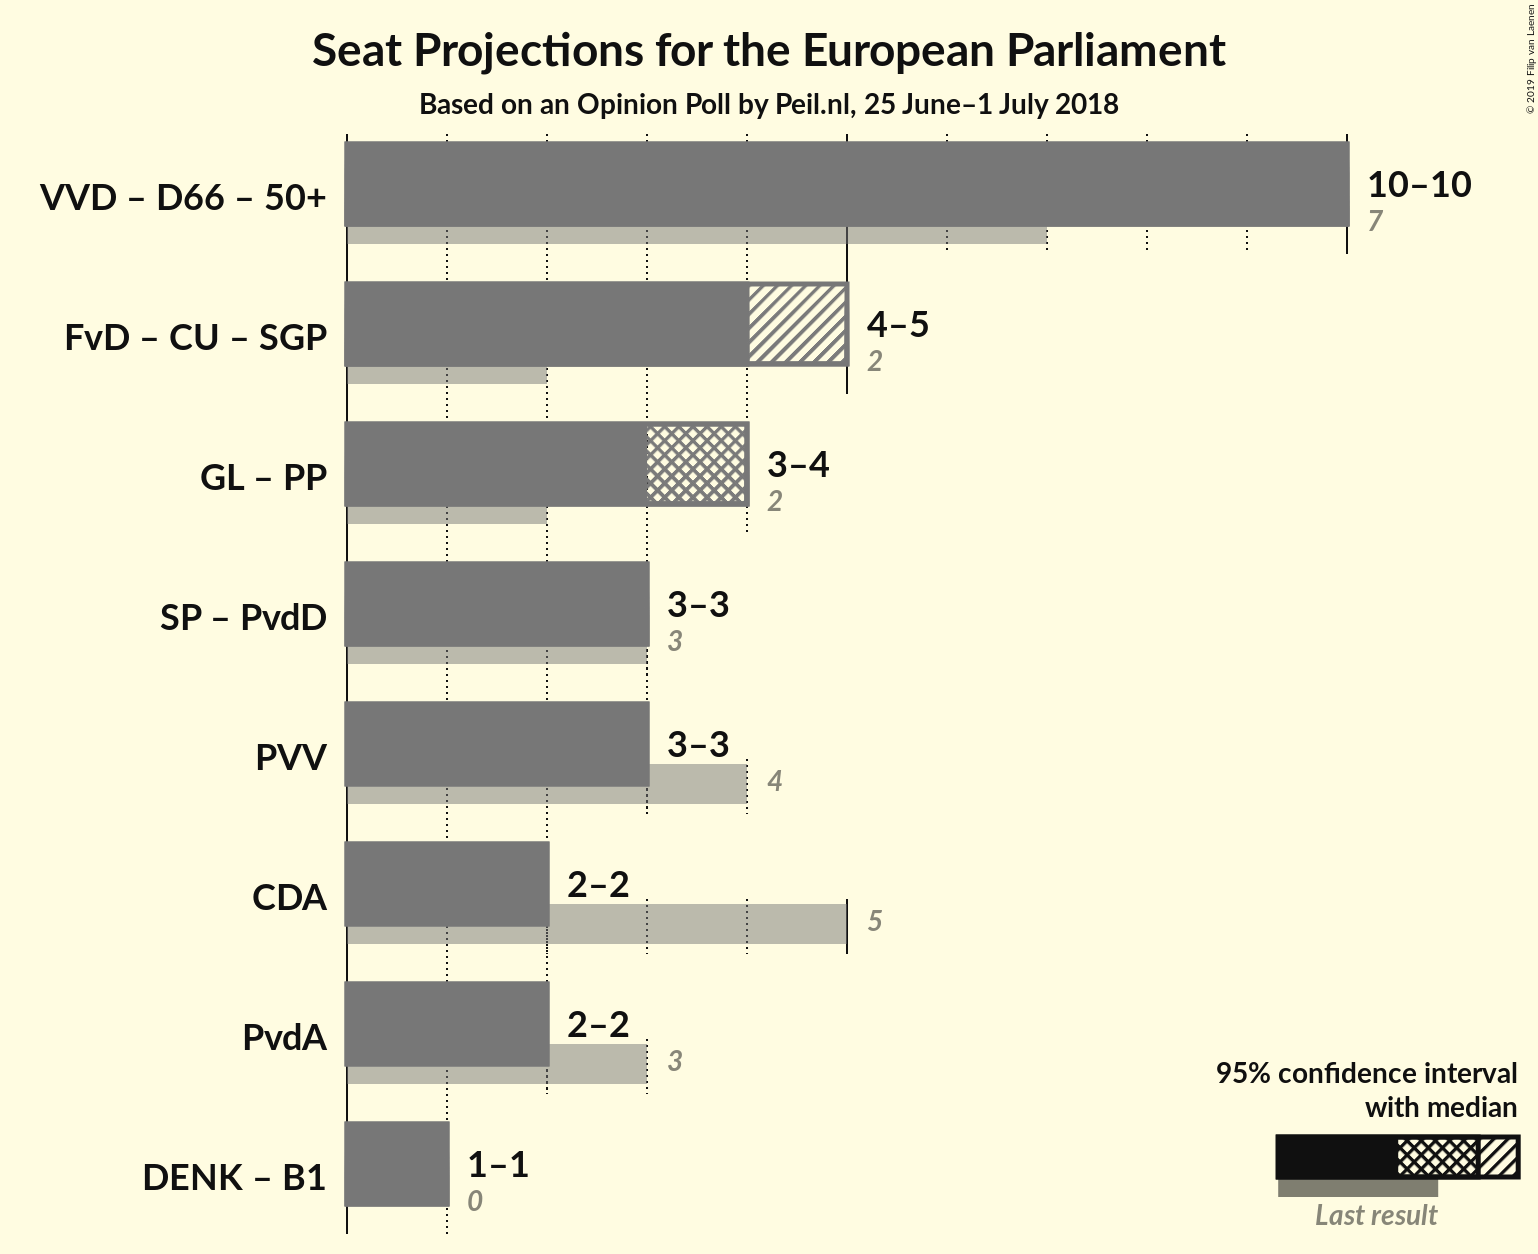 Seat Projections for the European Parliament
Based on an Opinion Poll by Peil.nl, 25 June–1 July 2018
© 2019 Filip van Laenen
VVD – D66 – 50+
10–10
7
FvD – CU – SGP
4–5
2
GL – PP
3–4
2
SP – PvdD
3–3
3
PVV
3–3
4
CDA
2–2
5
PvdA
2–2
3
DENK – B1
1–1
0
95% confidence interval
with median
Last result